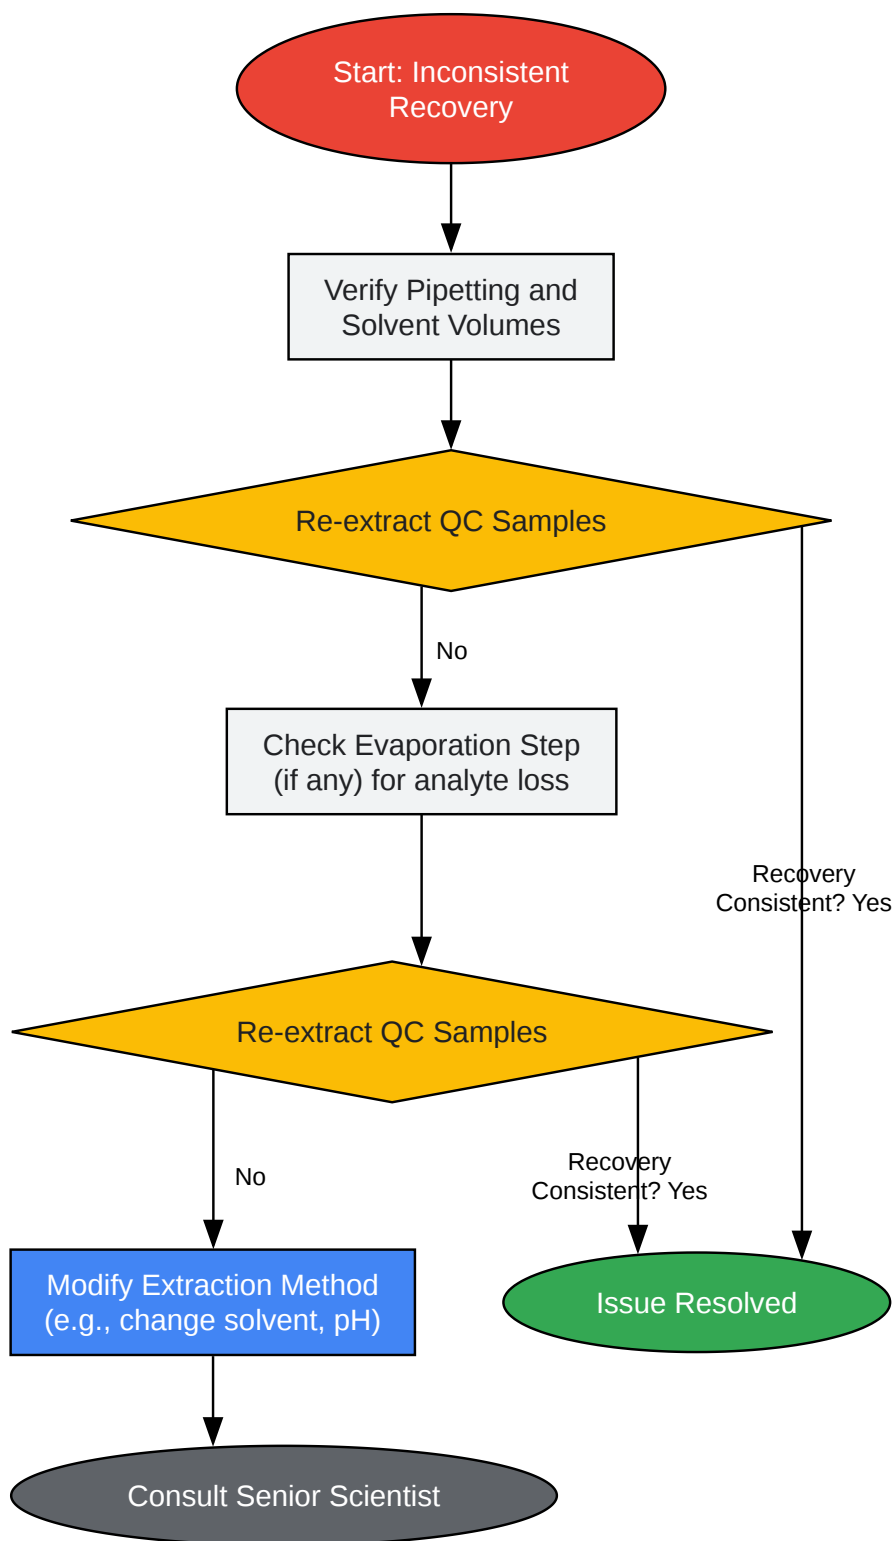 Start: Inconsistent
Recovery
Verify Pipetting and
Solvent Volumes
Re-extract QC Samples
No
Check Evaporation Step
(if any) for analyte loss
Recovery
Consistent? Yes
Re-extract QC Samples
No
Recovery
Consistent? Yes
Modify Extraction Method
(e.g., change solvent, pH)
Issue Resolved
Consult Senior Scientist